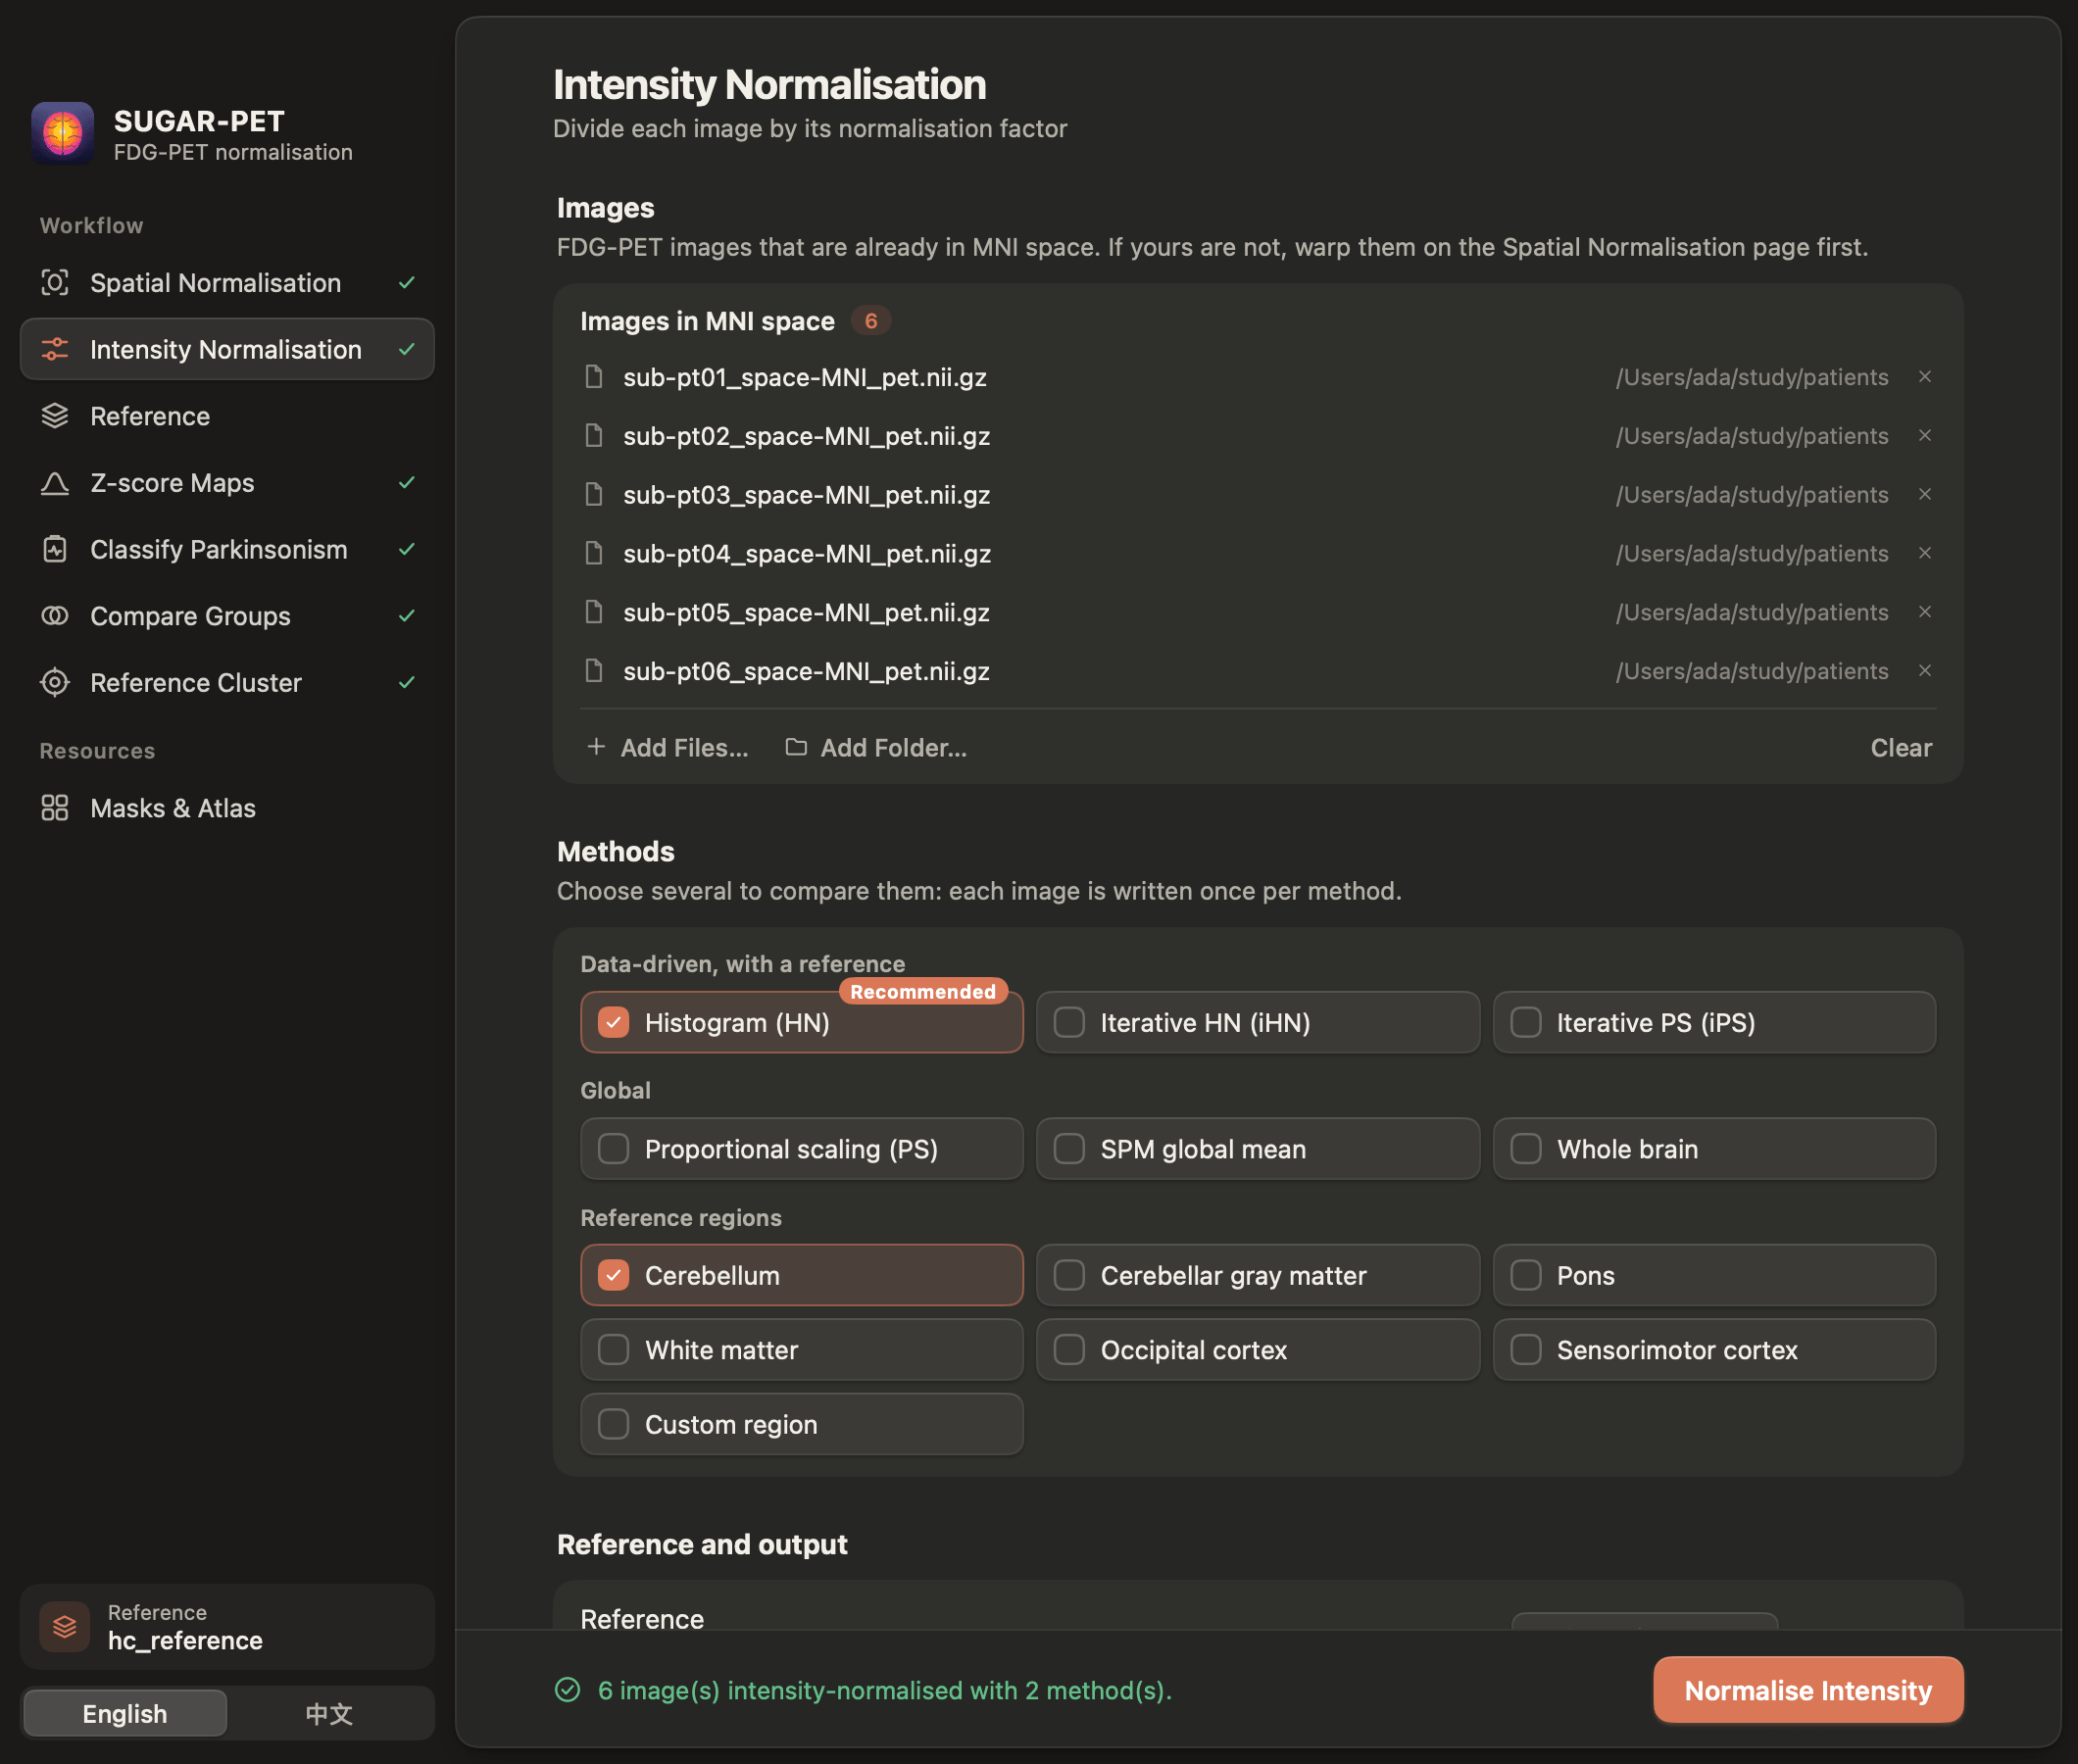 SUGAR-PET
FDG-PET normalisation
Workflow
Spatial Normalisation
Intensity Normalisation
Reference
Z-score Maps
Classify Parkinsonism
Compare Groups
Reference Cluster
Resources
Masks & Atlas
Reference
hc_reference
English
中文
Intensity Normalisation
Divide each image by its normalisation factor
Images
FDG-PET images that are already in MNI space. If yours are not, warp them on the Spatial Normalisation page first.
Images in MNI space 6
sub-pt01_space-MNI_pet.nii.gz /Users/ada/study/patients
sub-pt02_space-MNI_pet.nii.gz /Users/ada/study/patients
sub-pt03_space-MNI_pet.nii.gz /Users/ada/study/patients
sub-pt04_space-MNI_pet.nii.gz /Users/ada/study/patients
sub-pt05_space-MNI_pet.nii.gz /Users/ada/study/patients
sub-pt06_space-MNI_pet.nii.gz /Users/ada/study/patients
Add Files... Add Folder... Clear
Methods
Choose several to compare them: each image is written once per method.
Data-driven, with a reference
Recommended
Histogram (HN) Iterative HN (iHN) Iterative PS (iPS)
Global
Proportional scaling (PS) SPM global mean Whole brain
Reference regions
Cerebellum Cerebellar gray matter Pons
White matter Occipital cortex Sensorimotor cortex
Custom region
Reference and output
Reference
6 image(s) intensity-normalised with 2 method(s).
Normalise Intensity